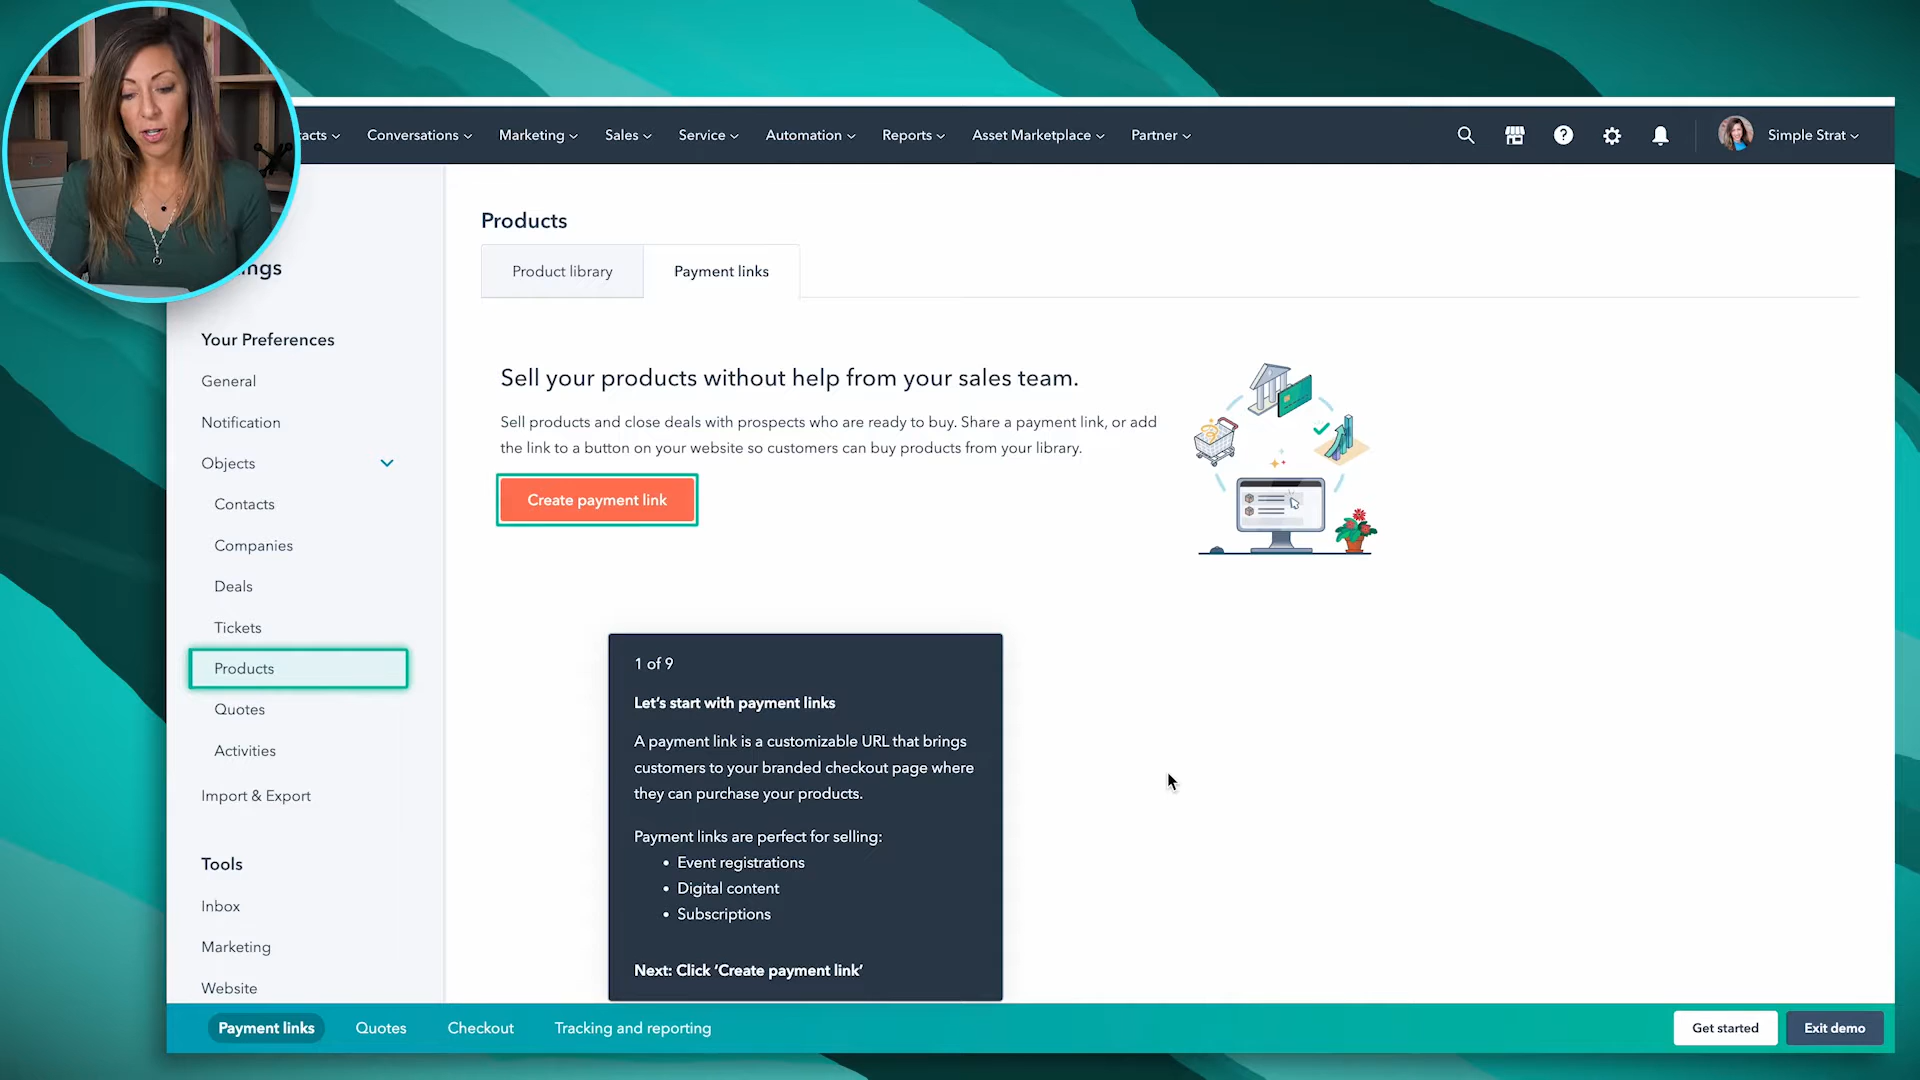 Conversations
Marketing
Sales
Service
Automation
Reports
Asset Marketplace
Partner
Simple Strat
Your Preferences
General
Notification
Objects
Contacts
Companies
Deals
Tickets
Products
Quotes
Activities
Import & Export
Tools
Inbox
Marketing
Website
Products
Product library
Payment links
Sell your products without help from your sales team.
Sell products and close deals with prospects who are ready to buy. Share a payment link, or add
the link to a button on your website so customers can buy products from your library.
Create payment link
1 of 9
Let's start with payment links
A payment link is a customizable URL that brings
customers to your branded checkout page where
they can purchase your products.
Payment links are perfect for selling:
• Event registrations
• Digital content
• Subscriptions
Next: Click ‘Create payment link’
Payment links
Quotes
Checkout
Tracking and reporting
Get started
Exit demo